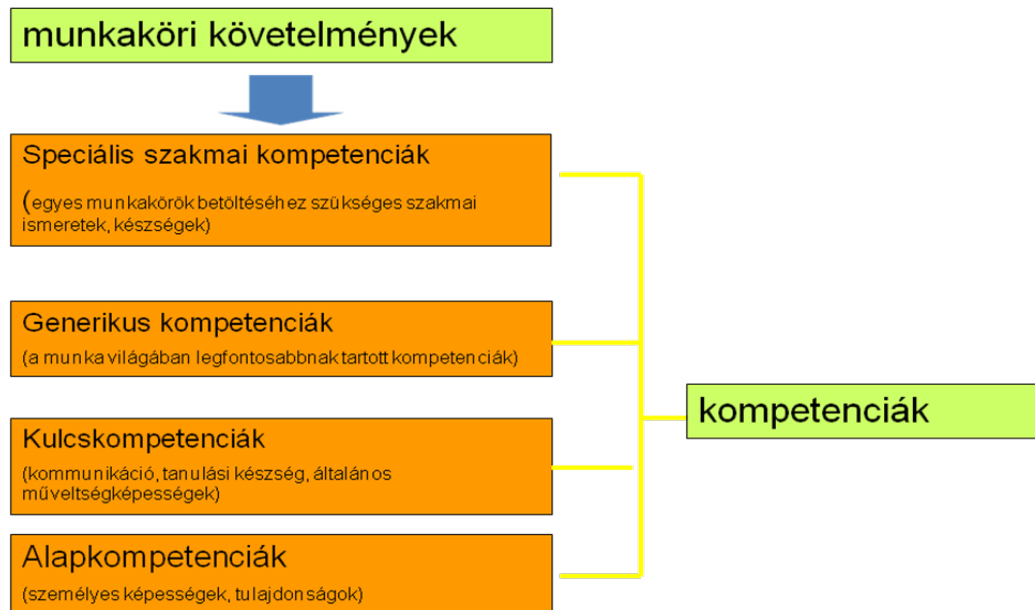 munkaköri követelmények
Speciális szakmai kompetenciák
(egyes munkakörök betöltéséhez szükséges szakmai
ismeretek, készségek)
Generikus kompetenciák
(a munka világában legfontosabbnak tartott kompetenciák)
Kulcskompetenciák
(kommunikáció, tanulási készség, általános
műveltségképességek)
Alapkompetenciák
(személyes képességek, tulajdonságok)
kompetenciák